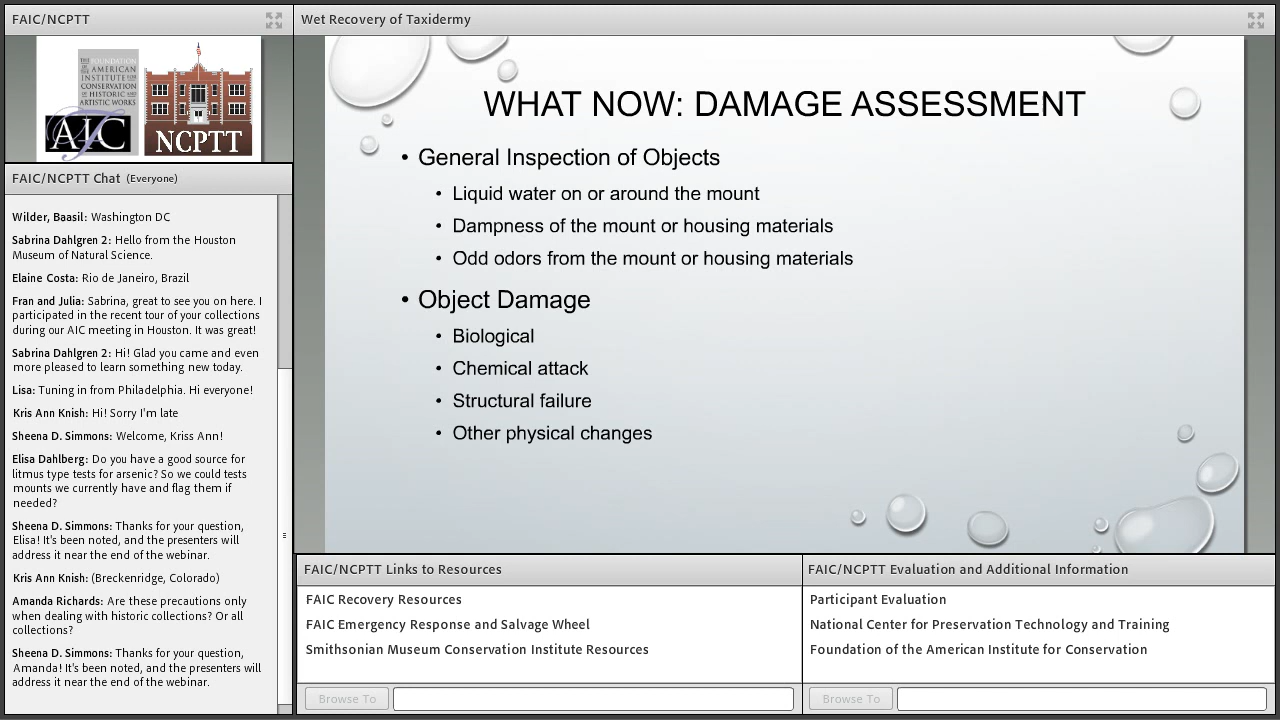 FAIC/NCPTT
THE FOUNDATION
OF THE AMERICAN
INSTITUTE FOR
CONSERVATION
OF HISTORIC AND
ARTISTIC WORKS
AIC
NCPTT
FAIC/NCPTT Chat (Everyone)
Wilder, Baasil: Washington DC
Sabrina Dahlgren 2: Hello from the Houston
Museum of Natural Science.
Elaine Costa: Rio de Janeiro, Brazil
Fran and Julia: Sabrina, great to see you on here. I
participated in the recent tour of your collections
during our AIC meeting in Houston. It was great!
Sabrina Dahlgren 2: Hi! Glad you came and even
more pleased to learn something new today.
Lisa: Tuning in from Philadelphia. Hi everyone!
Kris Ann Knish: Hi! Sorry I'm late
Sheena D. Simmons: Welcome, Kriss Ann!
Elisa Dahlberg: Do you have a good source for
litmus type tests for arsenic? So we could tests
mounts we currently have and flag them if
needed?
Sheena D. Simmons: Thanks for your question,
Elisa! It's been noted, and the presenters will
address it near the end of the webinar.
Kris Ann Knish: (Breckenridge, Colorado)
Amanda Richards: Are these precautions only
when dealing with historic collections? Or all
collections?
Sheena D. Simmons: Thanks for your question,
Amanda! It's been noted, and the presenters will
address it near the end of the webinar.
Wet Recovery of Taxidermy
WHAT NOW: DAMAGE ASSESSMENT
• General Inspection of Objects
• Liquid water on or around the mount
• Dampness of the mount or housing materials
• Odd odors from the mount or housing materials
• Object Damage
• Biological
• Chemical attack
• Structural failure
• Other physical changes
FAIC/NCPTT Links to Resources
FAIC Recovery Resources
FAIC Emergency Response and Salvage Wheel
Smithsonian Museum Conservation Institute Resources
Browse To
FAIC/NCPTT Evaluation and Additional Information
Participant Evaluation
National Center for Preservation Technology and Training
Foundation of the American Institute for Conservation
Browse To